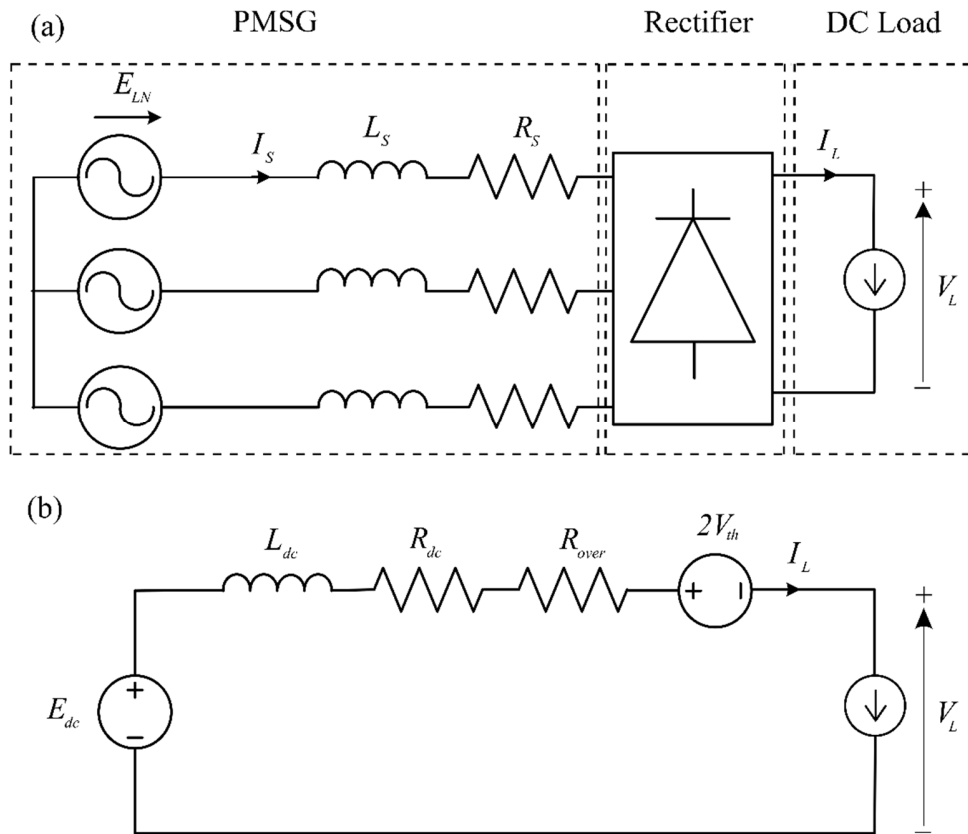 (a) PMSG Rectifier DC Load
E_LN
I_S L_S R_S I_L
+
V_L
−
(b)
L_dc R_dc R_over 2V_th I_L
+ − +
E_dc + − V_L
−